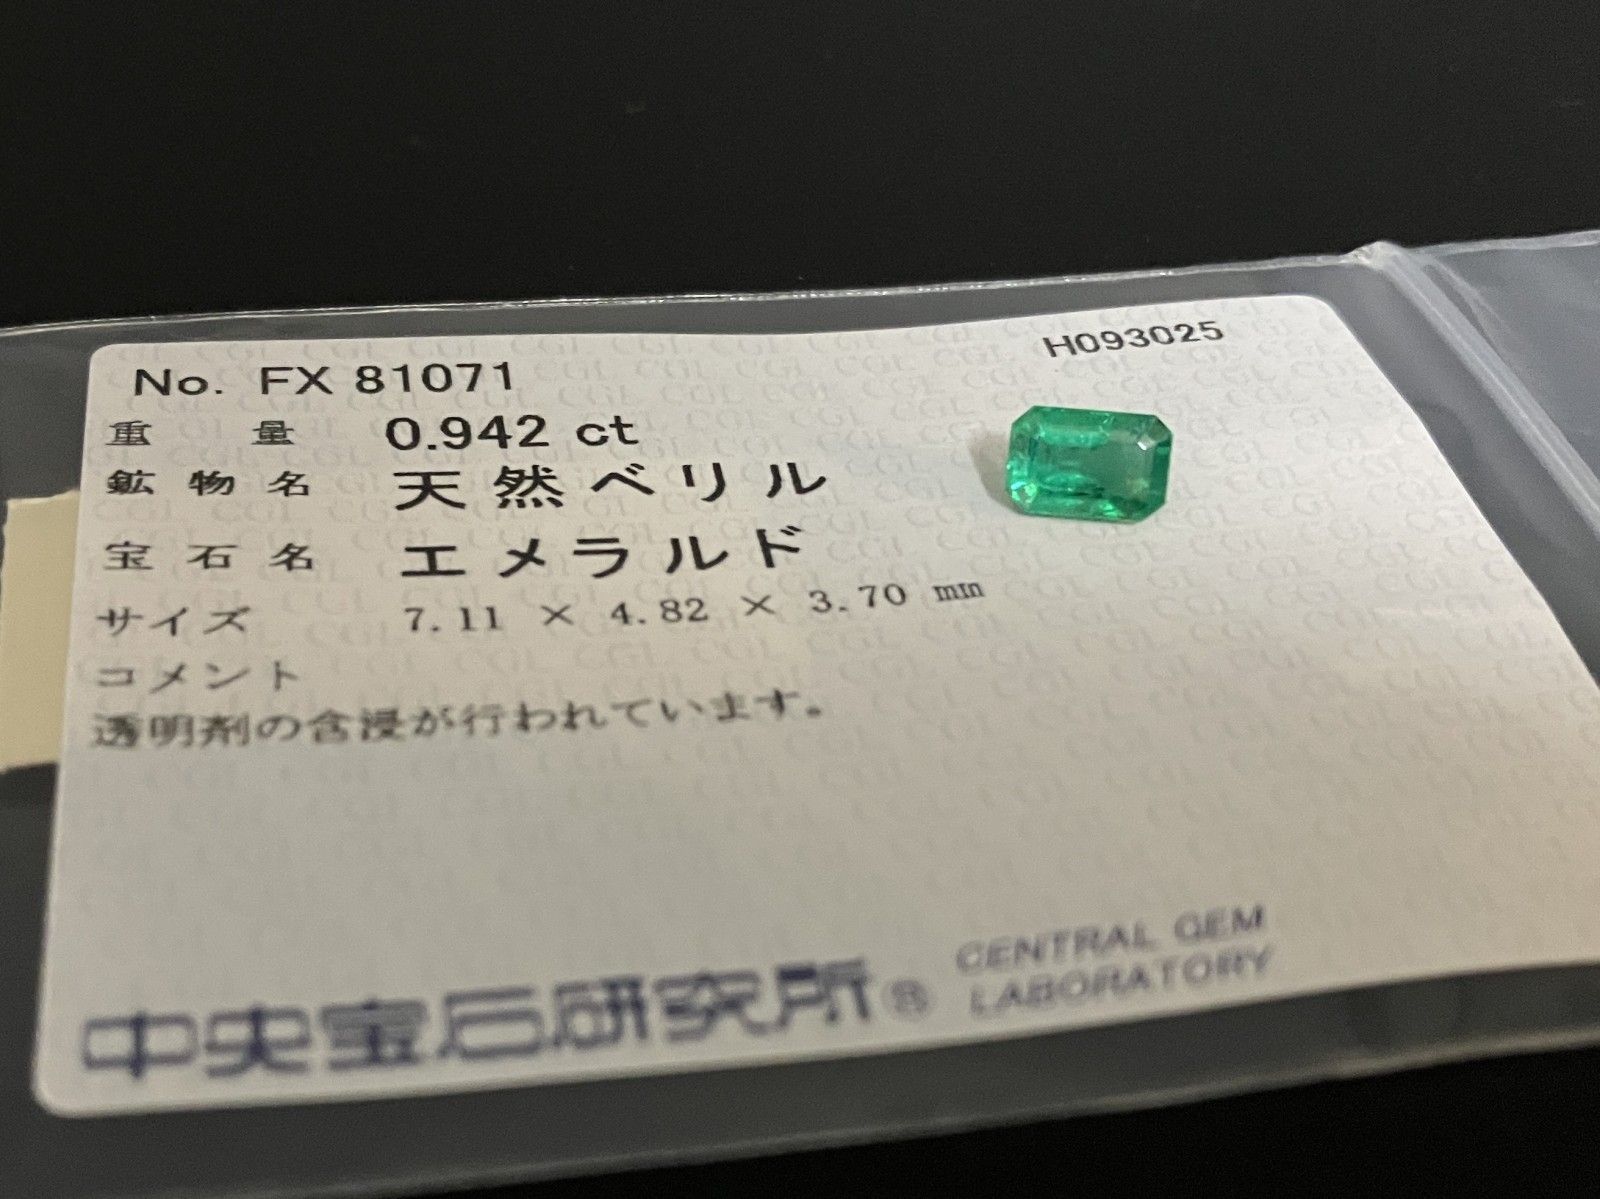 H093025
No. FX 81071
重量 0.942 ct
鉱物名 天然ベリル
宝石名 エメラルド
サイズ 7.11 × 4.82 × 3.70 mm
コメント
透明剤の含浸が行われています。
中央宝石研究所® CENTRAL GEM
LABORATORY